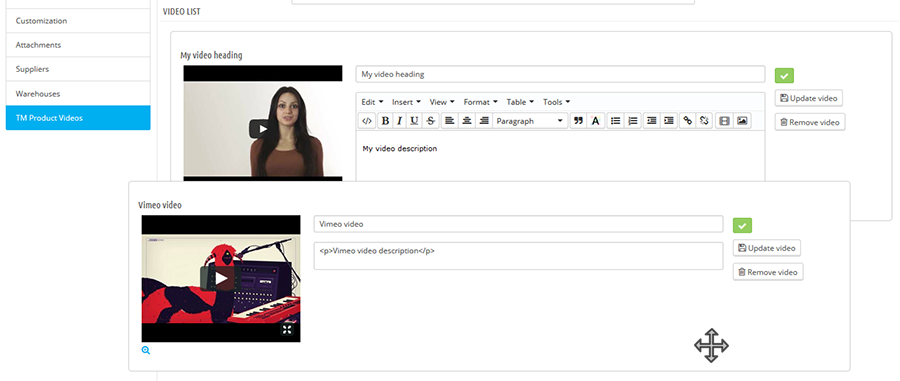 VIDEO LIST
Customization
Attachments
Suppliers
Warehouses
TM Product Videos
My video heading
My video heading
Update video
Remove video
Edit Insert View Format Table Tools
B I U S Paragraph A
My video description
Vimeo video
Vimeo video
<p>Vimeo video description</p>
Update video
Remove video